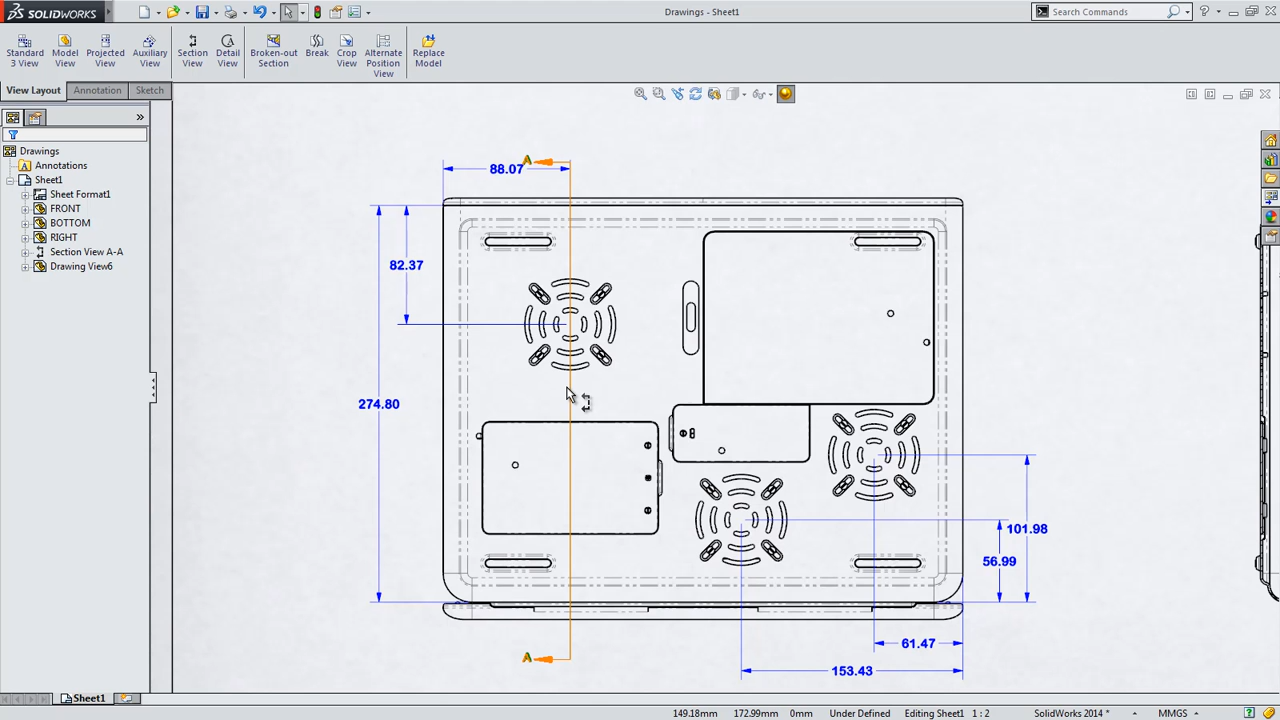 SOLIDWORKS
Drawings - Sheet1
Search Commands
Standard 3 View
Model View
Projected View
Auxiliary View
Section View
Detail View
Broken-out Section
Break
Crop View
Alternate Position View
Replace Model
View Layout
Annotation
Sketch
Drawings
Annotations
Sheet1
Sheet Format1
FRONT
BOTTOM
RIGHT
Section View A-A
Drawing View6
A
88.07
82.37
274.80
101.98
56.99
61.47
A
153.43
Sheet1
149.18mm 172.99mm 0mm Under Defined Editing Sheet1 1 : 2 SolidWorks 2014 * MMGS